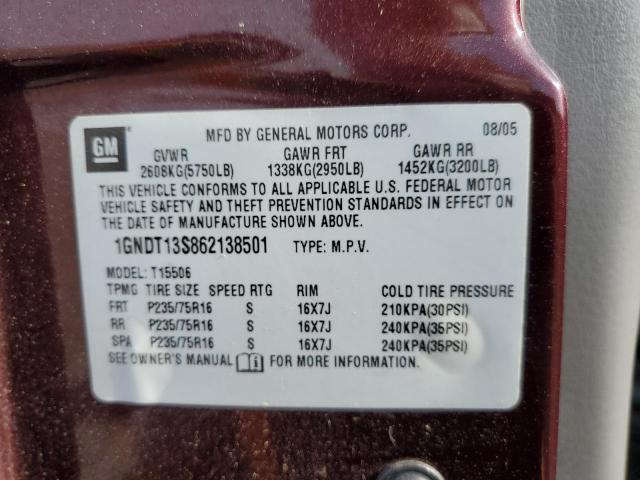 GM
MFD BY GENERAL MOTORS CORP. 08/05
GVWR GAWR FRT GAWR RR
2608KG(5750LB) 1338KG(2950LB) 1452KG(3200LB)
THIS VEHICLE CONFORMS TO ALL APPLICABLE U.S. FEDERAL MOTOR
VEHICLE SAFETY AND THEFT PREVENTION STANDARDS IN EFFECT ON
THE DATE OF MANUFACTURE SHOWN ABOVE.
1GNDT13S862138501 TYPE: M.P.V.
MODEL: T15506
TPMG TIRE SIZE SPEED RTG RIM COLD TIRE PRESSURE
FRT P235/75R16 S 16X7J 210KPA(30PSI)
RR P235/75R16 S 16X7J 240KPA(35PSI)
SPA P235/75R16 S 16X7J 240KPA(35PSI)
SEE OWNER'S MANUAL FOR MORE INFORMATION.